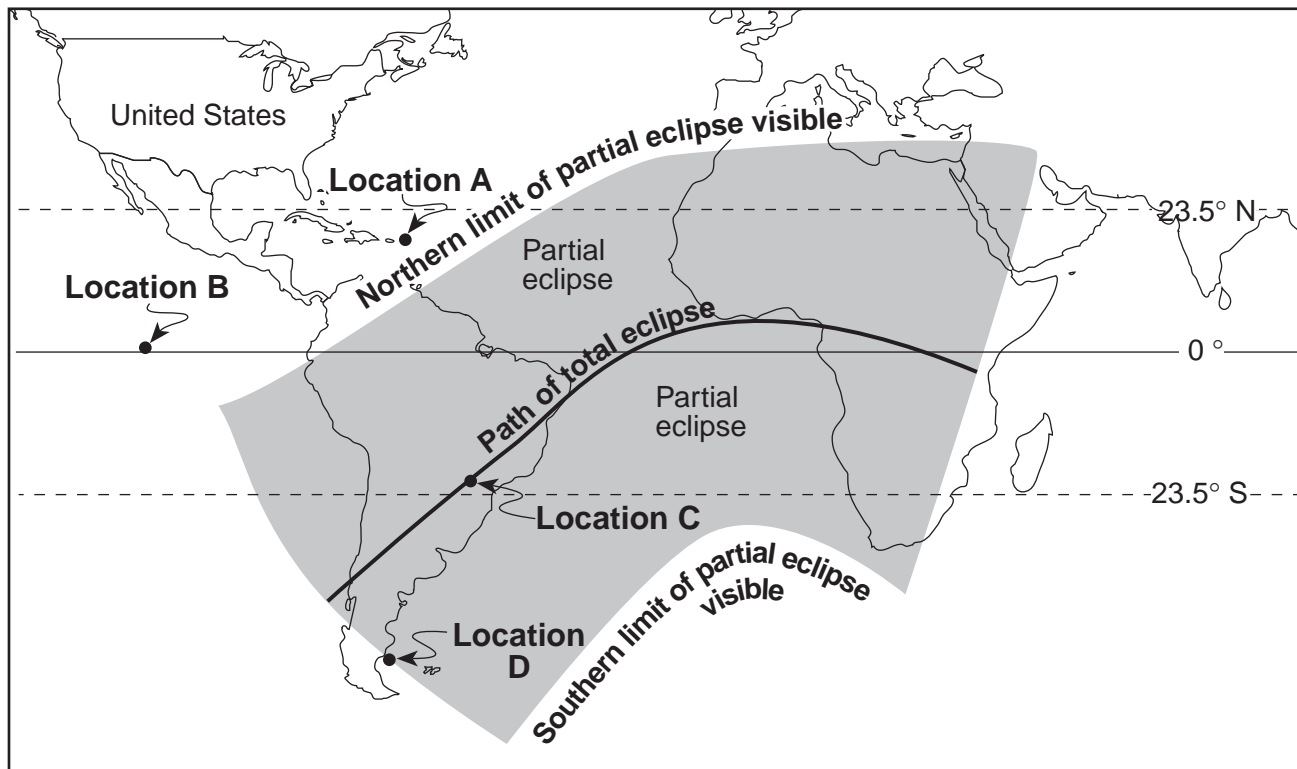 United States
Northern limit of partial eclipse visible
Location A
23.5° N
Partial
eclipse
Location B
Path of total eclipse
0 °
Partial
eclipse
23.5° S
Location C
Southern limit of partial eclipse
visible
Location
D